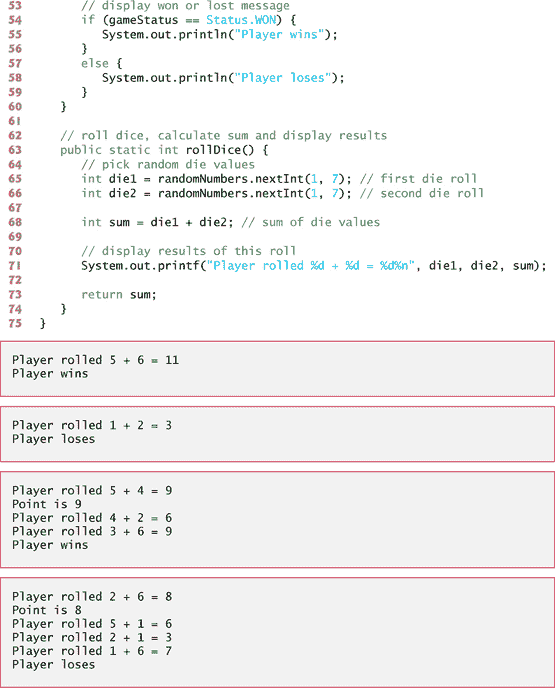 53        // display won or lost message
54        if (gameStatus == Status.WON) {
55           System.out.println("Player wins");
56        }
57        else {
58           System.out.println("Player loses");
59        }
60     }
61
62     // roll dice, calculate sum and display results
63     public static int rollDice() {
64        // pick random die values
65        int die1 = randomNumbers.nextInt(1, 7); // first die roll
66        int die2 = randomNumbers.nextInt(1, 7); // second die roll
67
68        int sum = die1 + die2; // sum of die values
69
70        // display results of this roll
71        System.out.printf("Player rolled %d + %d = %d%n", die1, die2, sum);
72
73        return sum;
74     }
75  }
Player rolled 5 + 6 = 11
Player wins
Player rolled 1 + 2 = 3
Player loses
Player rolled 5 + 4 = 9
Point is 9
Player rolled 4 + 2 = 6
Player rolled 3 + 6 = 9
Player wins
Player rolled 2 + 6 = 8
Point is 8
Player rolled 5 + 1 = 6
Player rolled 2 + 1 = 3
Player rolled 1 + 6 = 7
Player loses